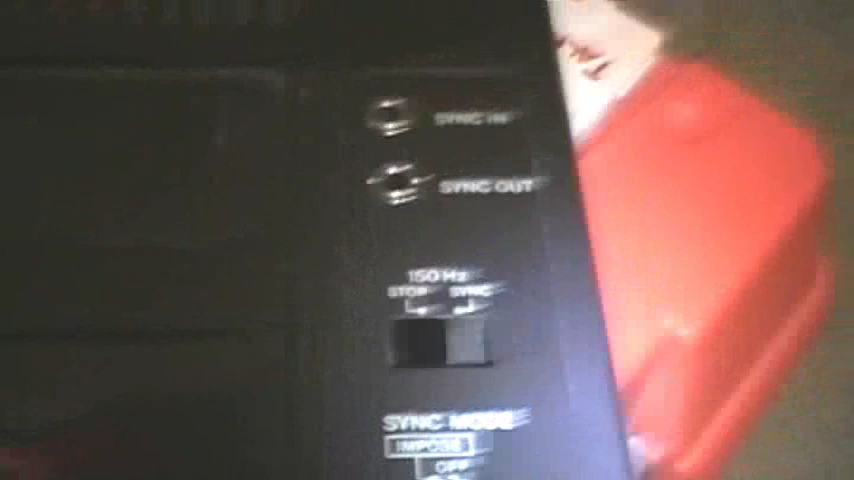 SYNC IN
SYNC OUT
150 Hz
STOP SYNC
SYNC MODE
IMPOSE
OFF